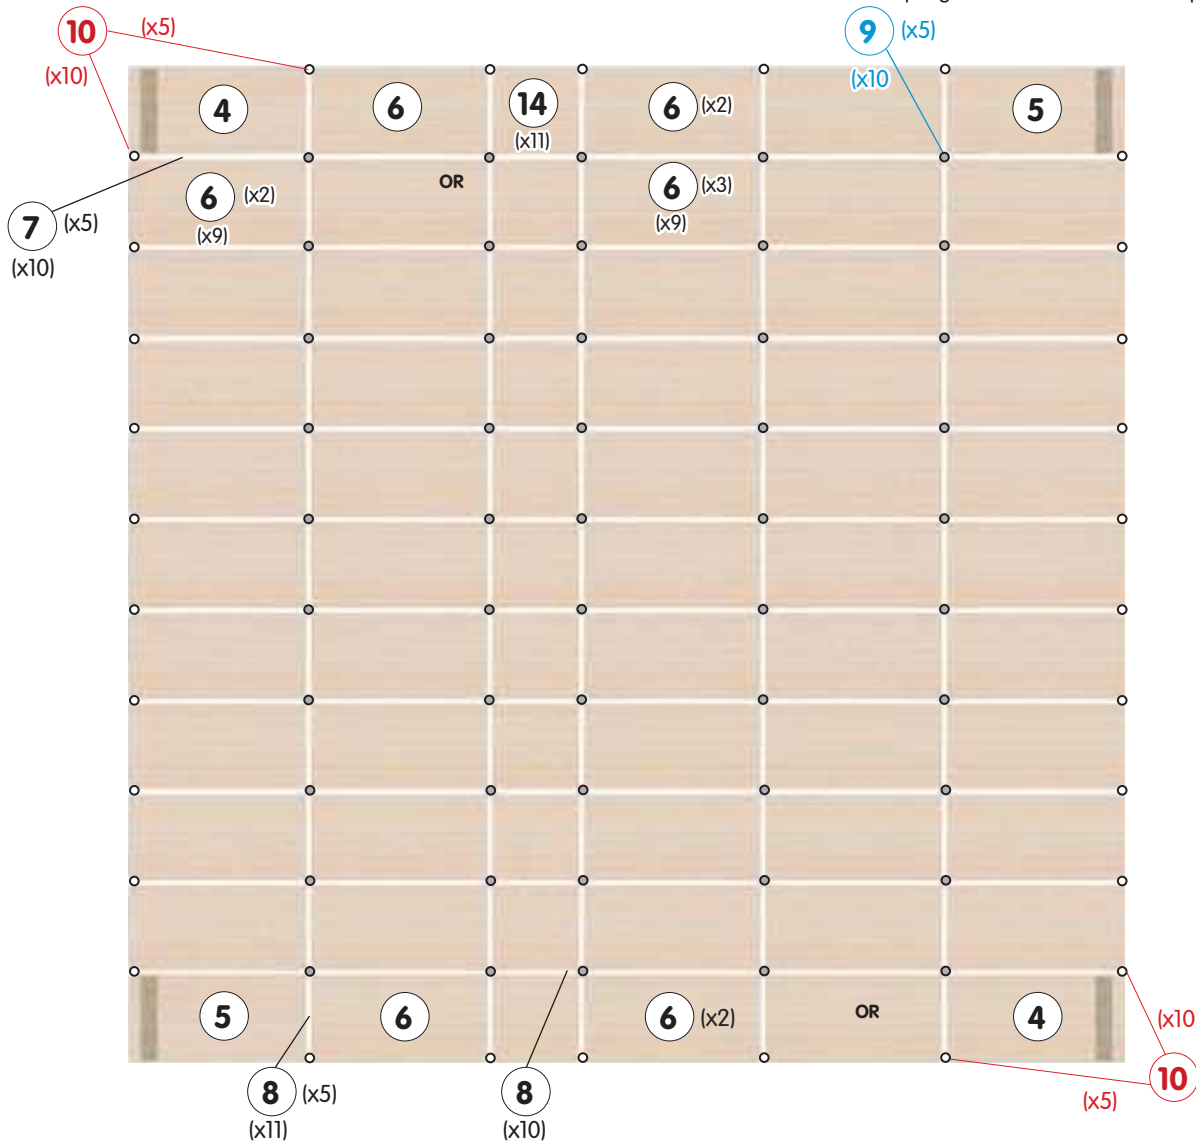 10 (x5)
(x10)
9 (x5)
(x10
4
6
14
(x11)
6 (x2)
5
7 (x5)
(x10)
6 (x2)
(x9)
OR
6 (x3)
(x9)
5
6
6 (x2)
OR
4
8 (x5)
(x11)
8
(x10)
(x10
10
(x5)